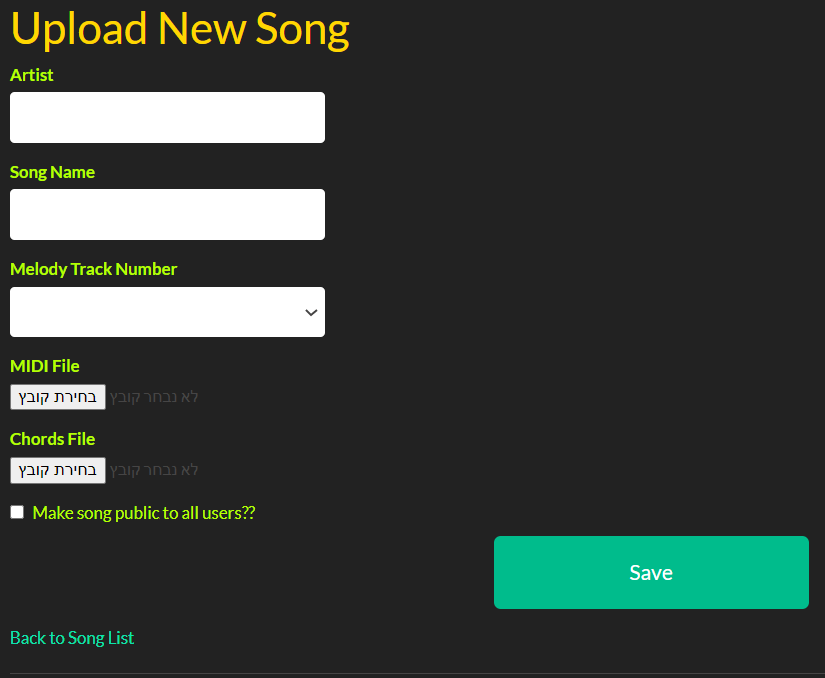 Upload New Song
Artist
Song Name
Melody Track Number
MIDI File
בחירת קובץ לא נבחר קובץ
Chords File
בחירת קובץ לא נבחר קובץ
Make song public to all users??
Save
Back to Song List